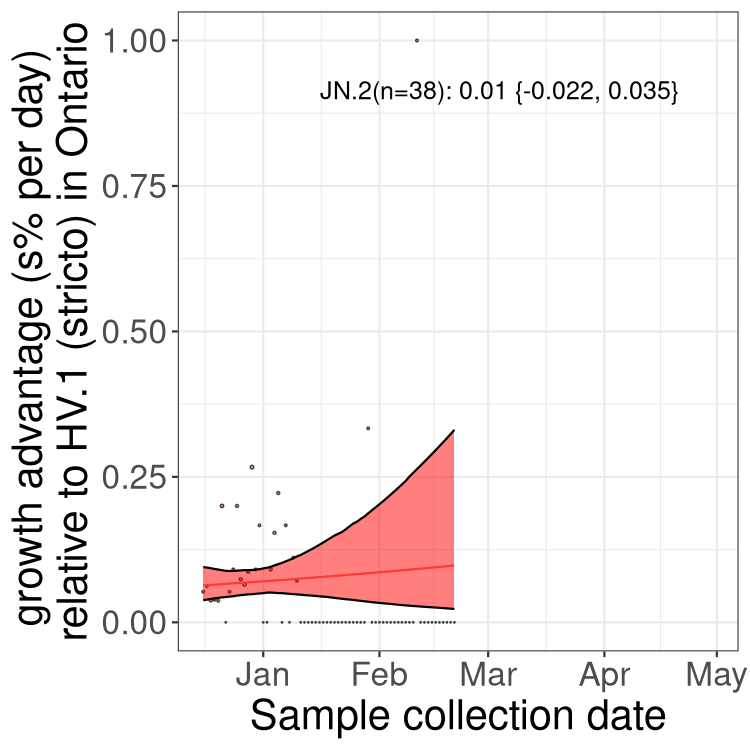 growth advantage (s% per day)
relative to HV.1 (stricto) in Ontario
1.00
0.75
0.50
0.25
0.00
JN.2(n=38): 0.01 {-0.022, 0.035}
Jan Feb Mar Apr May
Sample collection date